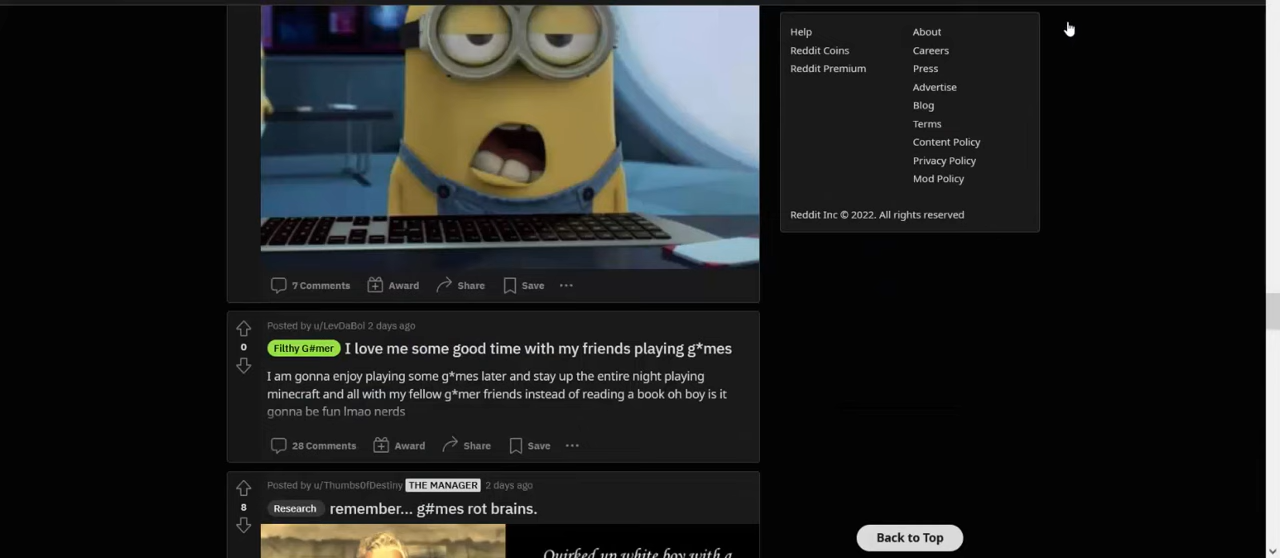 Help
About
Reddit Coins
Careers
Reddit Premium
Press
Advertise
Blog
Terms
Content Policy
Privacy Policy
Mod Policy
Reddit Inc © 2022. All rights reserved
7 Comments Award Share Save ...
Posted by u/LevDaBol 2 days ago
0
Filthy G#mer I love me some good time with my friends playing g*mes
I am gonna enjoy playing some g*mes later and stay up the entire night playing
minecraft and all with my fellow g*mer friends instead of reading a book oh boy is it
gonna be fun lmao nerds
28 Comments Award Share Save ...
Posted by u/Thumbs0fDestiny THE MANAGER 2 days ago
8
Research remember... g#mes rot brains.
Quirked up white boy with a
Back to Top